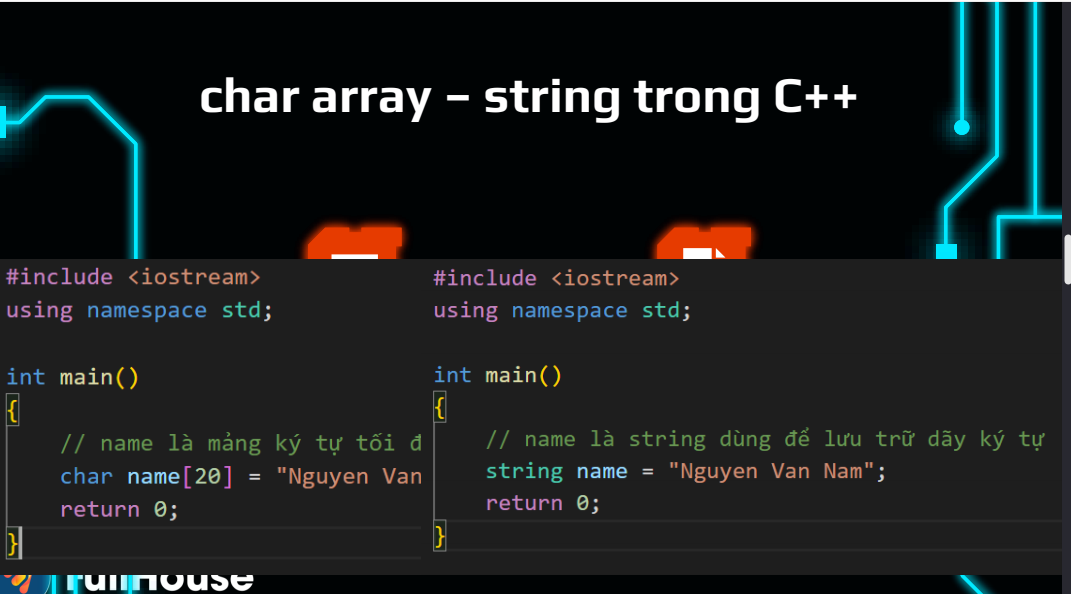 char array – string trong C++
#include <iostream>
using namespace std;
int main()
{
// name là mảng ký tự tối đ
char name[20] = "Nguyen Van
return 0;
}
#include <iostream>
using namespace std;
int main()
{
// name là string dùng để lưu trữ dãy ký tự
string name = "Nguyen Van Nam";
return 0;
}
FullHouse